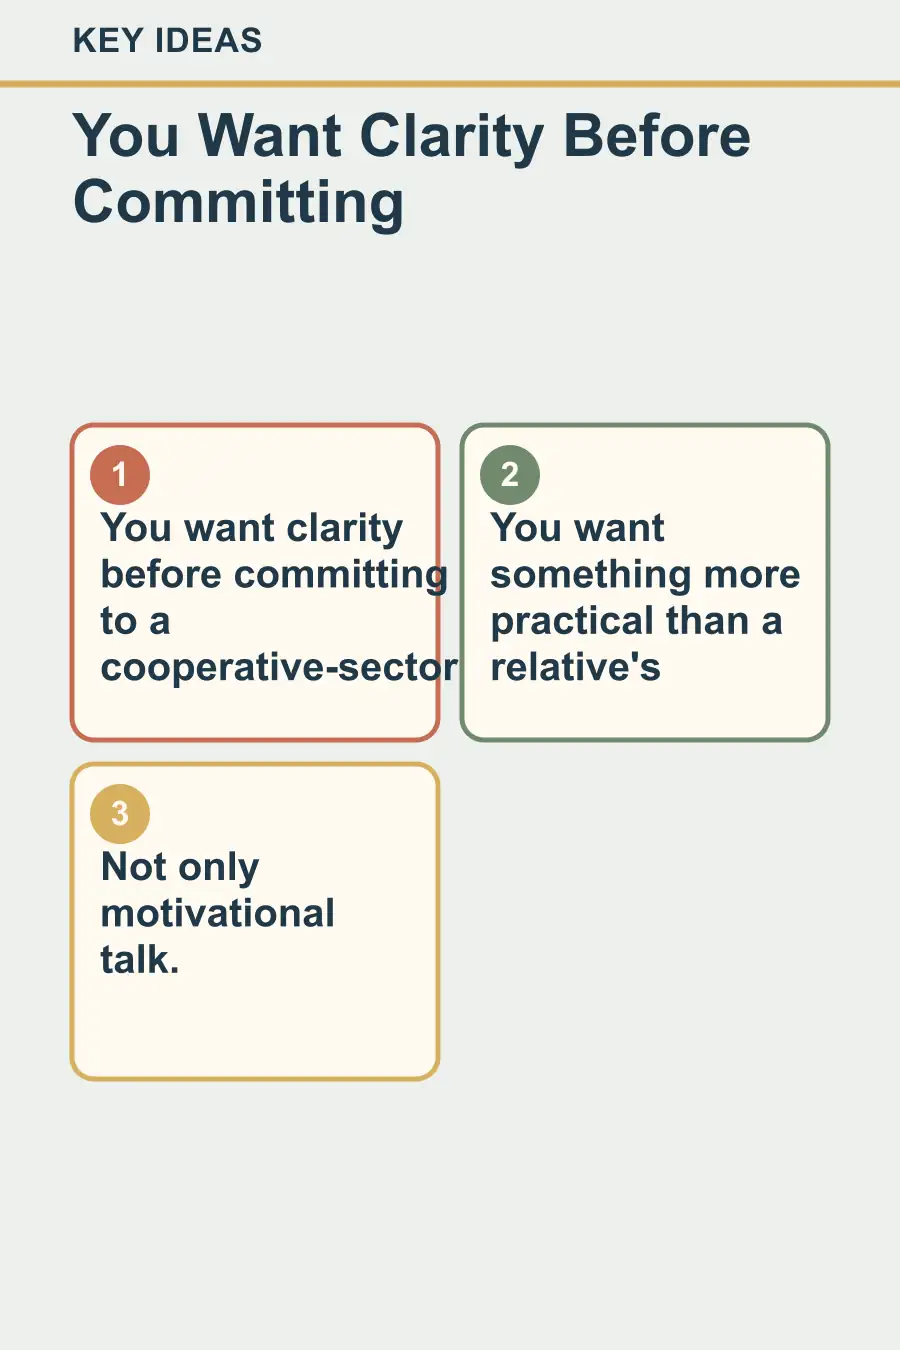 KEY IDEAS
You Want Clarity Before
Committing
1
You want clarity
before committing
to a
cooperative-sector
2
You want
something more
practical than a
relative's
3
Not only
motivational
talk.